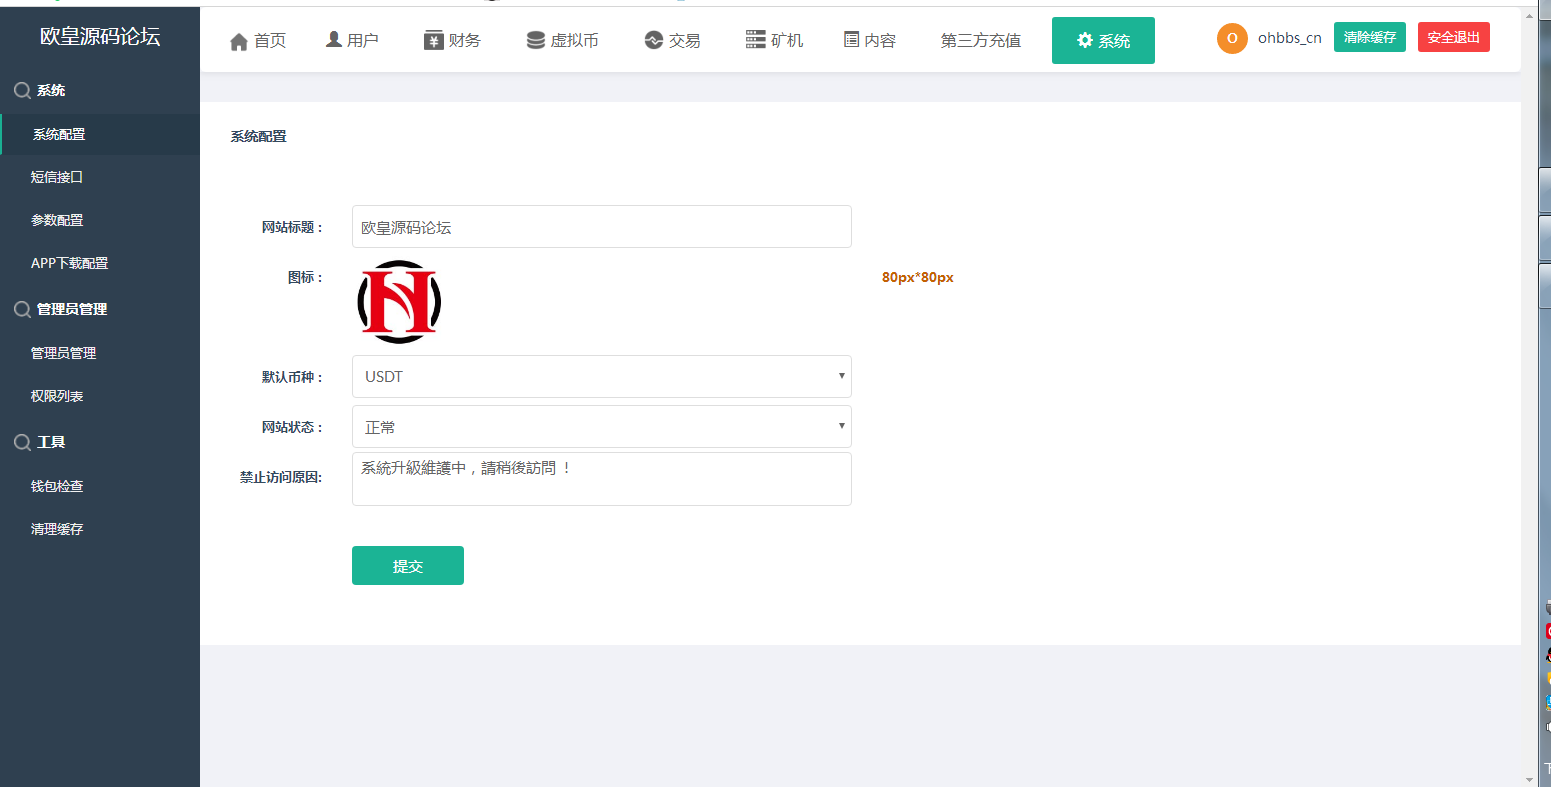 欧皇源码论坛
首页
用户
财务
虚拟币
交易
矿机
内容
第三方充值
系统
O
ohbbs_cn
清除缓存
安全退出
系统
系统配置
短信接口
参数配置
APP下载配置
管理员管理
管理员管理
权限列表
工具
钱包检查
清理缓存
系统配置
网站标题：
欧皇源码论坛
图标：
80px*80px
默认币种：
USDT
网站状态：
正常
禁止访问原因:
系統升級維護中，請稍後訪問 ！
提交